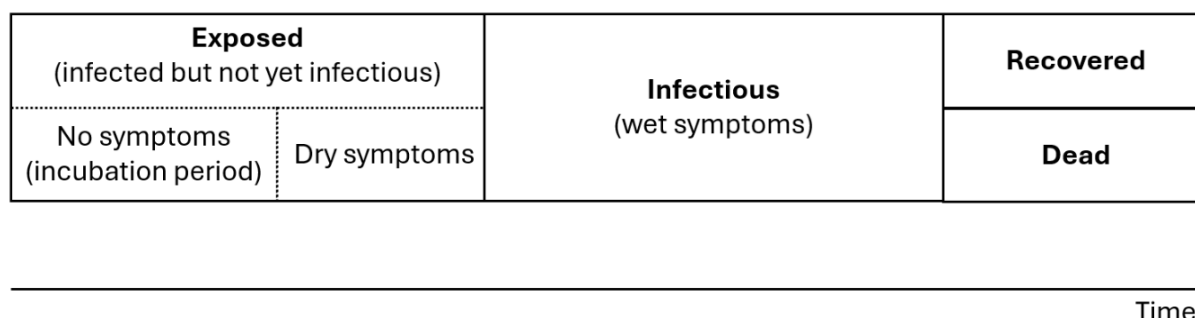 Exposed
(infected but not yet infectious)
No symptoms
(incubation period)
Dry symptoms
Infectious
(wet symptoms)
Recovered
Dead
Time